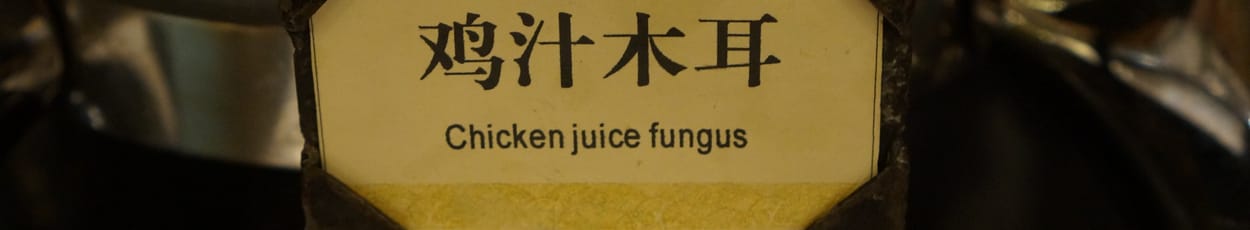 鸡汁木耳
Chicken juice fungus